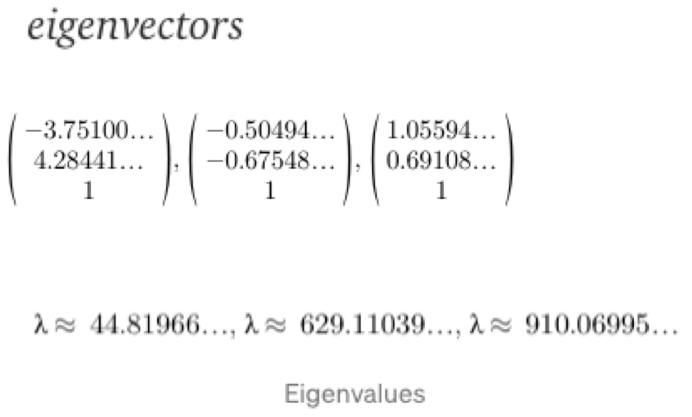 eigenvectors
−3.75100… −0.50494… 1.05594…
4.28441… , −0.67548… , 0.69108…
1 1 1
λ ≈ 44.81966…, λ ≈ 629.11039…, λ ≈ 910.06995…
Eigenvalues